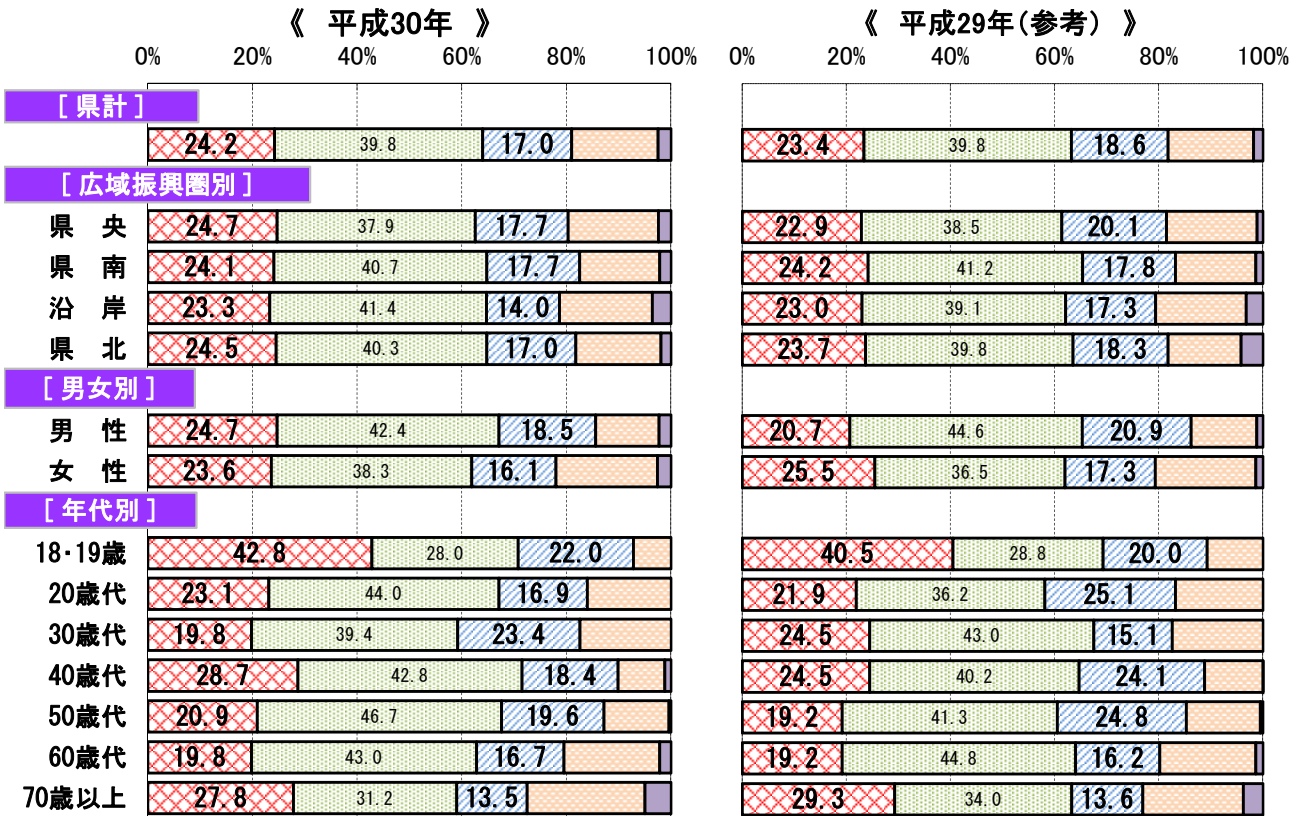 《 平成30年 》 《 平成29年(参考) 》
0% 20% 40% 60% 80% 100% 0% 20% 40% 60% 80% 100%
[ 県計 ]
24.2 39.8 17.0 23.4 39.8 18.6
[ 広域振興圏別 ]
県 央 24.7 37.9 17.7 22.9 38.5 20.1
県 南 24.1 40.7 17.7 24.2 41.2 17.8
沿 岸 23.3 41.4 14.0 23.0 39.1 17.3
県 北 24.5 40.3 17.0 23.7 39.8 18.3
[ 男女別 ]
男 性 24.7 42.4 18.5 20.7 44.6 20.9
女 性 23.6 38.3 16.1 25.5 36.5 17.3
[ 年代別 ]
18・19歳 42.8 28.0 22.0 40.5 28.8 20.0
20歳代 23.1 44.0 16.9 21.9 36.2 25.1
30歳代 19.8 39.4 23.4 24.5 43.0 15.1
40歳代 28.7 42.8 18.4 24.5 40.2 24.1
50歳代 20.9 46.7 19.6 19.2 41.3 24.8
60歳代 19.8 43.0 16.7 19.2 44.8 16.2
70歳以上 27.8 31.2 13.5 29.3 34.0 13.6